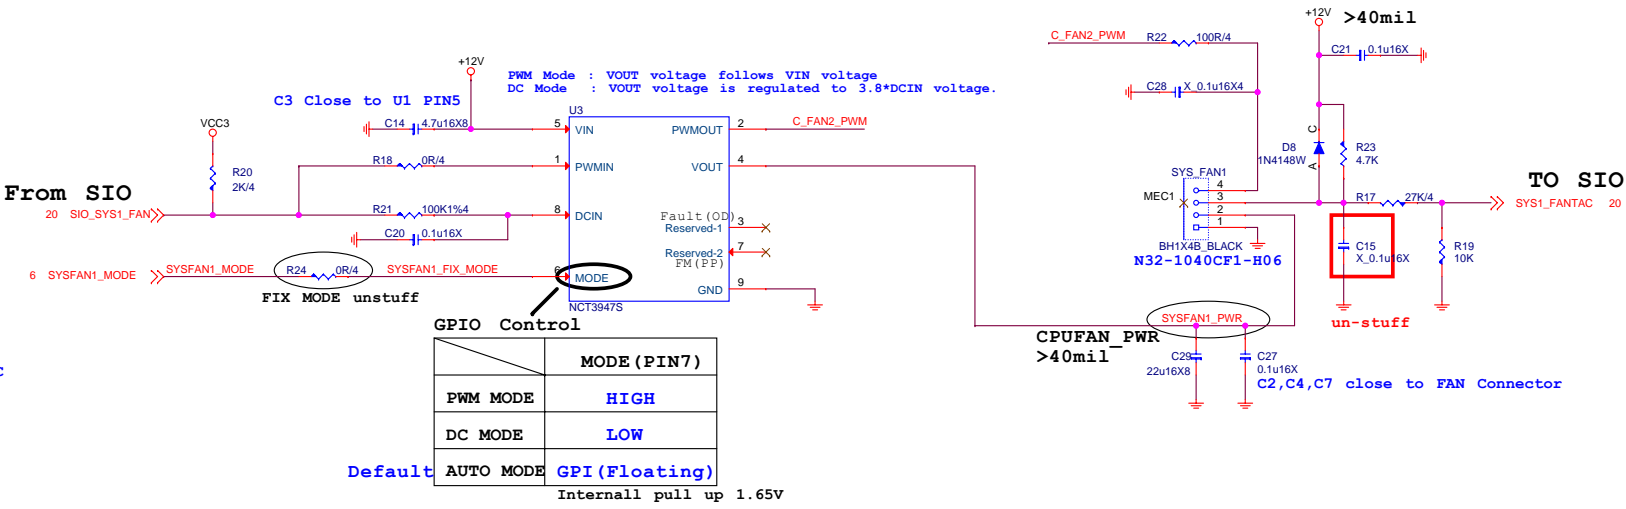 +12V >40mil
C_FAN2_PWM R22 100R/4
C21 0.1u16X
+12V
PWM Mode : VOUT voltage follows VIN voltage
DC Mode : VOUT voltage is regulated to 3.8*DCIN voltage.
C28 X_0.1u16X4
C3 Close to U1 PIN5
U3
VCC3
C14 4.7u16X8 5 VIN PWMOUT 2 C_FAN2_PWM
C
D8 R23
1N4148W 4.7K
A
R18 0R/4 1 PWMIN VOUT 4
R20
2K/4
SYS_FAN1
From SIO
TO SIO
4
MEC1 3 R17 27K/4 SYS1_FANTAC 20
20 SIO_SYS1_FAN R21 100K1%4 8 DCIN Fault(OD)
2
Reserved-1 3
1
C20 0.1u16X
BH1X4B_BLACK
N32-1040CF1-H06
C15 R19
X_0.1u16X 10K
Reserved-2 7
FM(PP)
6 SYSFAN1_MODE SYSFAN1_MODE R24 0R/4 SYSFAN1_FIX_MODE 6 MODE
GND 9
FIX MODE unstuff
NCT3947S
GPIO Control
SYSFAN1_PWR
un-stuff
CPUFAN_PWR
>40mil
C29 C27
22u16X8 0.1u16X
C2,C4,C7 close to FAN Connector
c
MODE(PIN7)
PWM MODE HIGH
DC MODE LOW
Default AUTO MODE GPI(Floating)
Internall pull up 1.65V